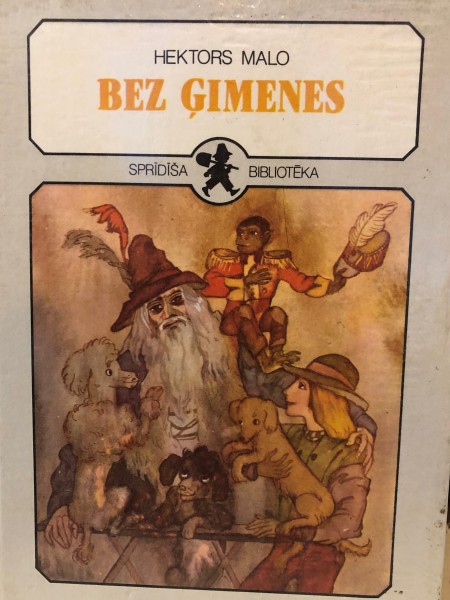 HEKTORS MALO
BEZ ĢIMENES
SPRĪDĪŠA BIBLIOTĒKA